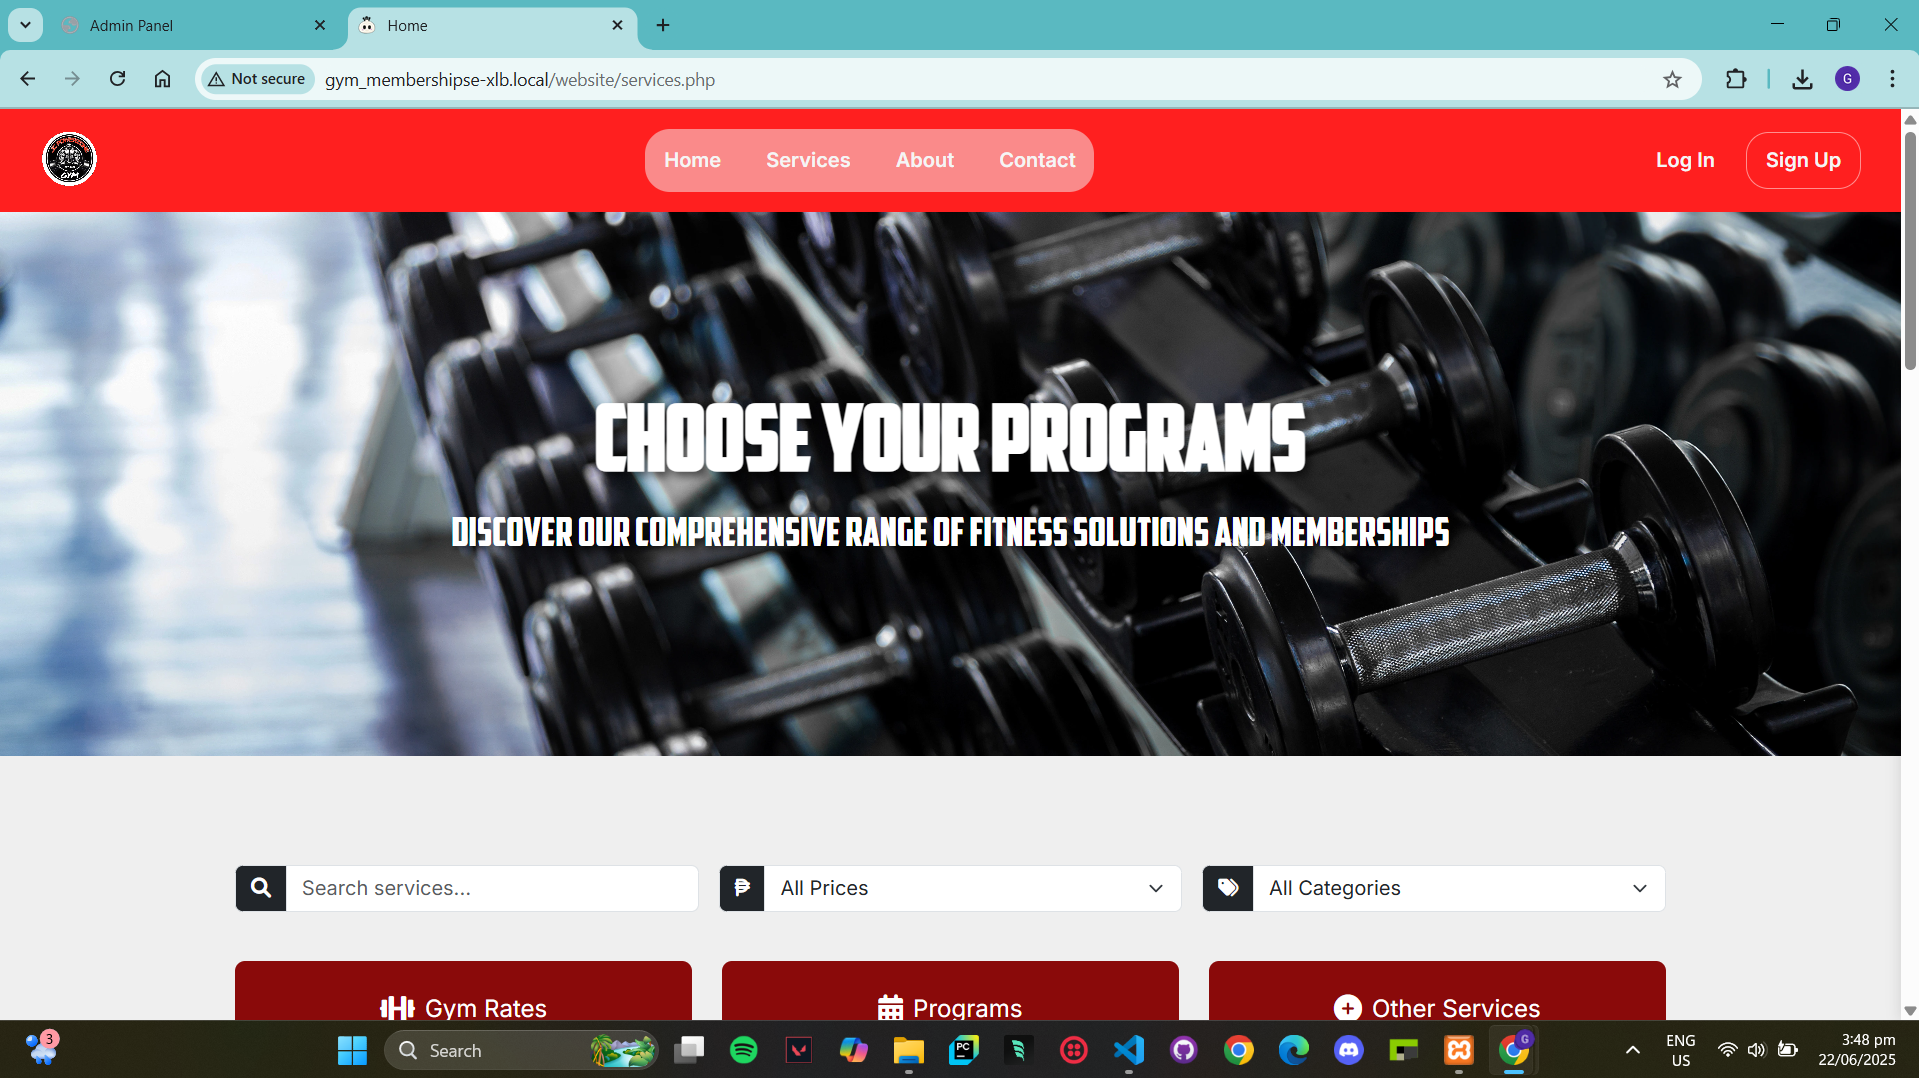 Admin Panel
Home
Not secure
gym_membershipse-xlb.local/website/services.php
G
GYM
Home
Services
About
Contact
Log In
Sign Up
CHOOSE YOUR PROGRAMS
DISCOVER OUR COMPREHENSIVE RANGE OF FITNESS SOLUTIONS AND MEMBERSHIPS
Search services...
₱
All Prices
All Categories
Gym Rates
Programs
Other Services
3
Search
PC
G
ENG
US
3:48 pm
22/06/2025